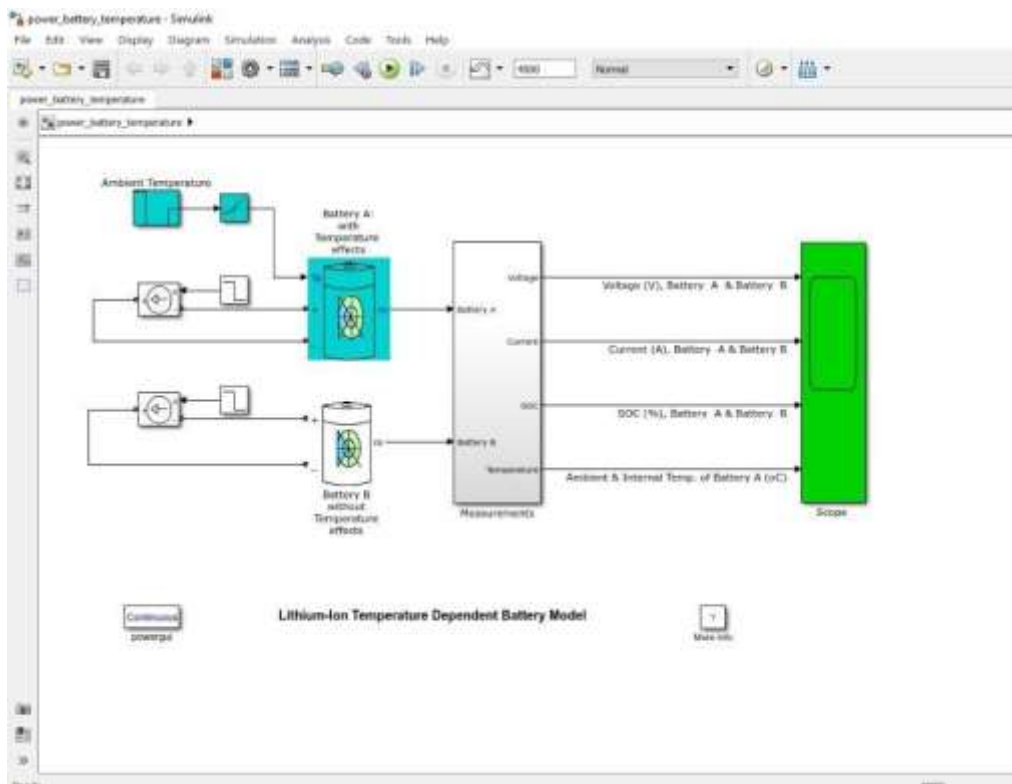 power_battery_temperature - Simulink
File Edit View Display Diagram Simulation Analysis Code Tools Help
Normal
power_battery_temperature
power_battery_temperature
Ambient Temperature
Battery A:
with
Temperature
effects
Voltage
Voltage (V), Battery A & Battery B
Battery A
Current
Current (A), Battery A & Battery B
SOC
SOC (%), Battery A & Battery B
+
m
Battery B
Temperature
Ambient & Internal Temp. of Battery A (oC)
Battery B
without
Temperature
effects
Measurements
Scope
Continuous
powergui
Lithium-Ion Temperature Dependent Battery Model
?
More Info